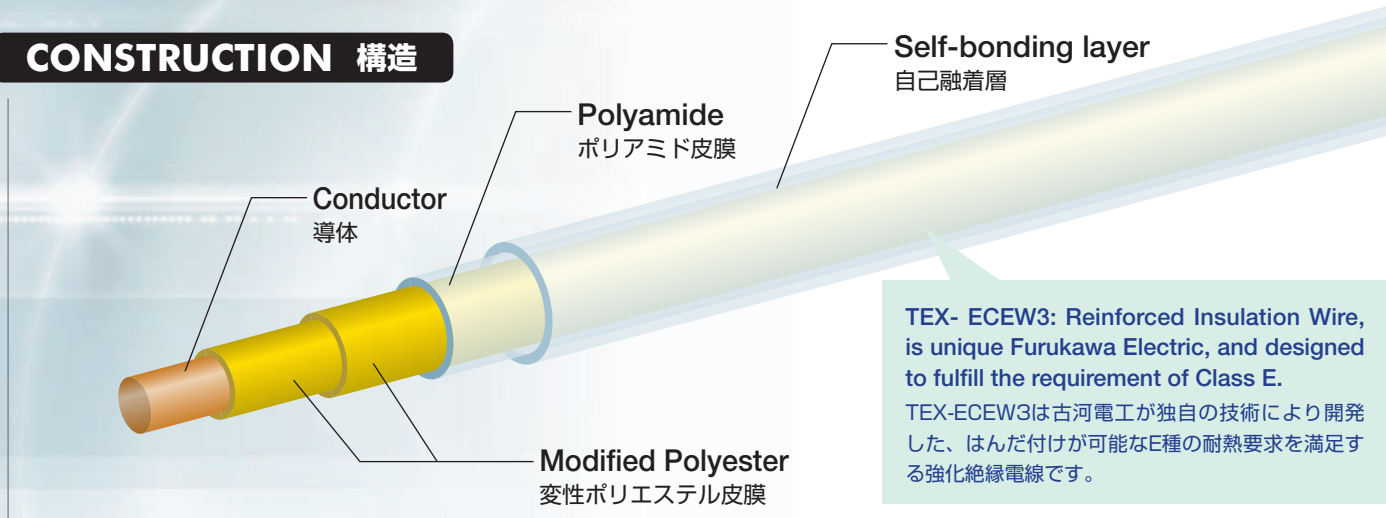 CONSTRUCTION 構造
Self-bonding layer
自己融着層
Polyamide
ポリアミド皮膜
Conductor
導体
Modified Polyester
変性ポリエステル皮膜
TEX- ECEW3: Reinforced Insulation Wire,
is unique Furukawa Electric, and designed
to fulfill the requirement of Class E.
TEX-ECEW3は古河電工が独自の技術により開発
した、はんだ付けが可能なE種の耐熱要求を満足す
る強化絶縁電線です。